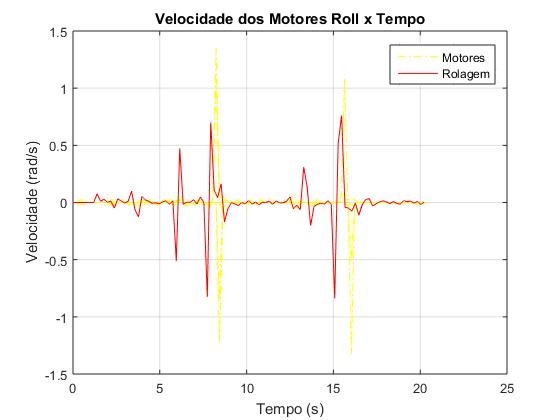 Velocidade dos Motores Roll x Tempo
Motores
Rolagem
Velocidade (rad/s)
1.5
1
0.5
0
-0.5
-1
-1.5
0 5 10 15 20 25
Tempo (s)